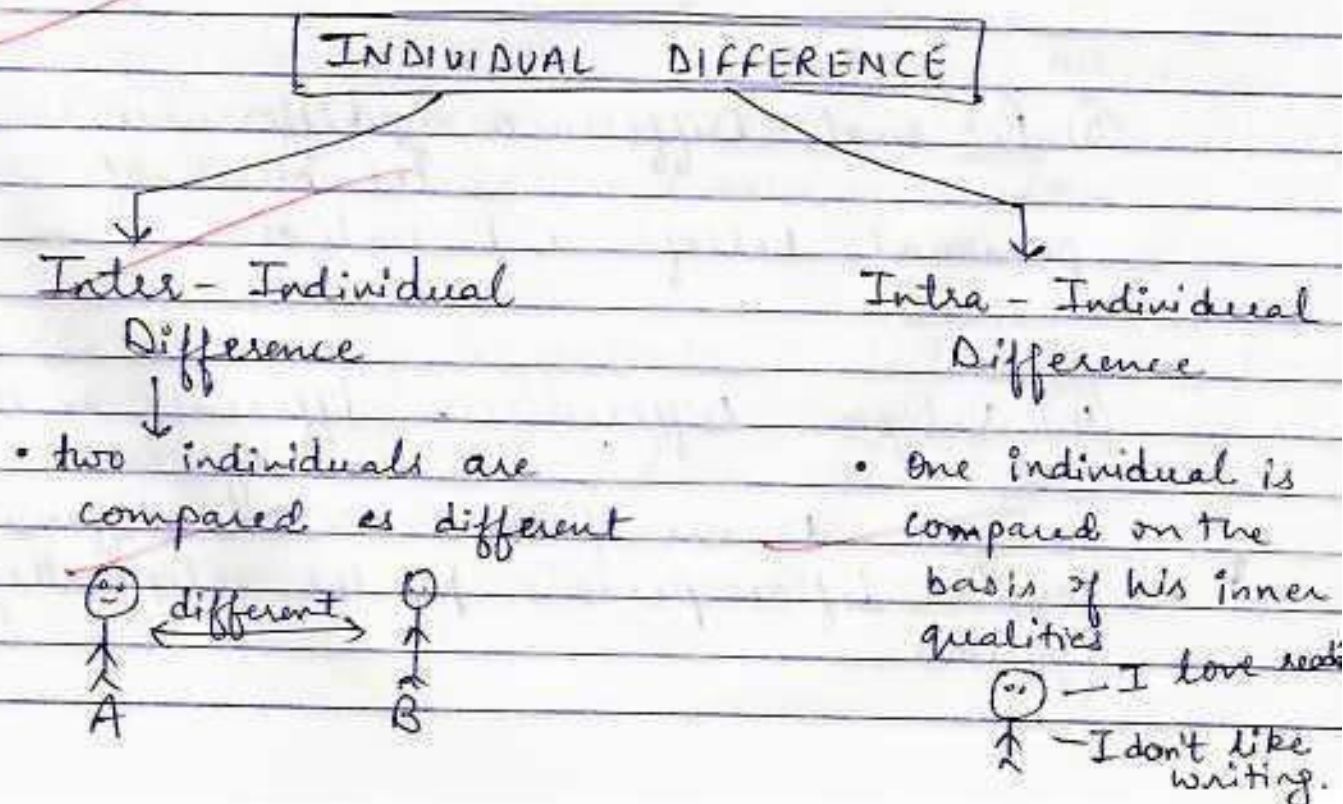 INDIVIDUAL DIFFERENCE
Inter - Individual
Difference
• two individuals are
compared as different
different
A
B
Intra - Individual
Difference
• One individual is
compared on the
basis of his inner
qualities
— I love
— I don't like
writing.